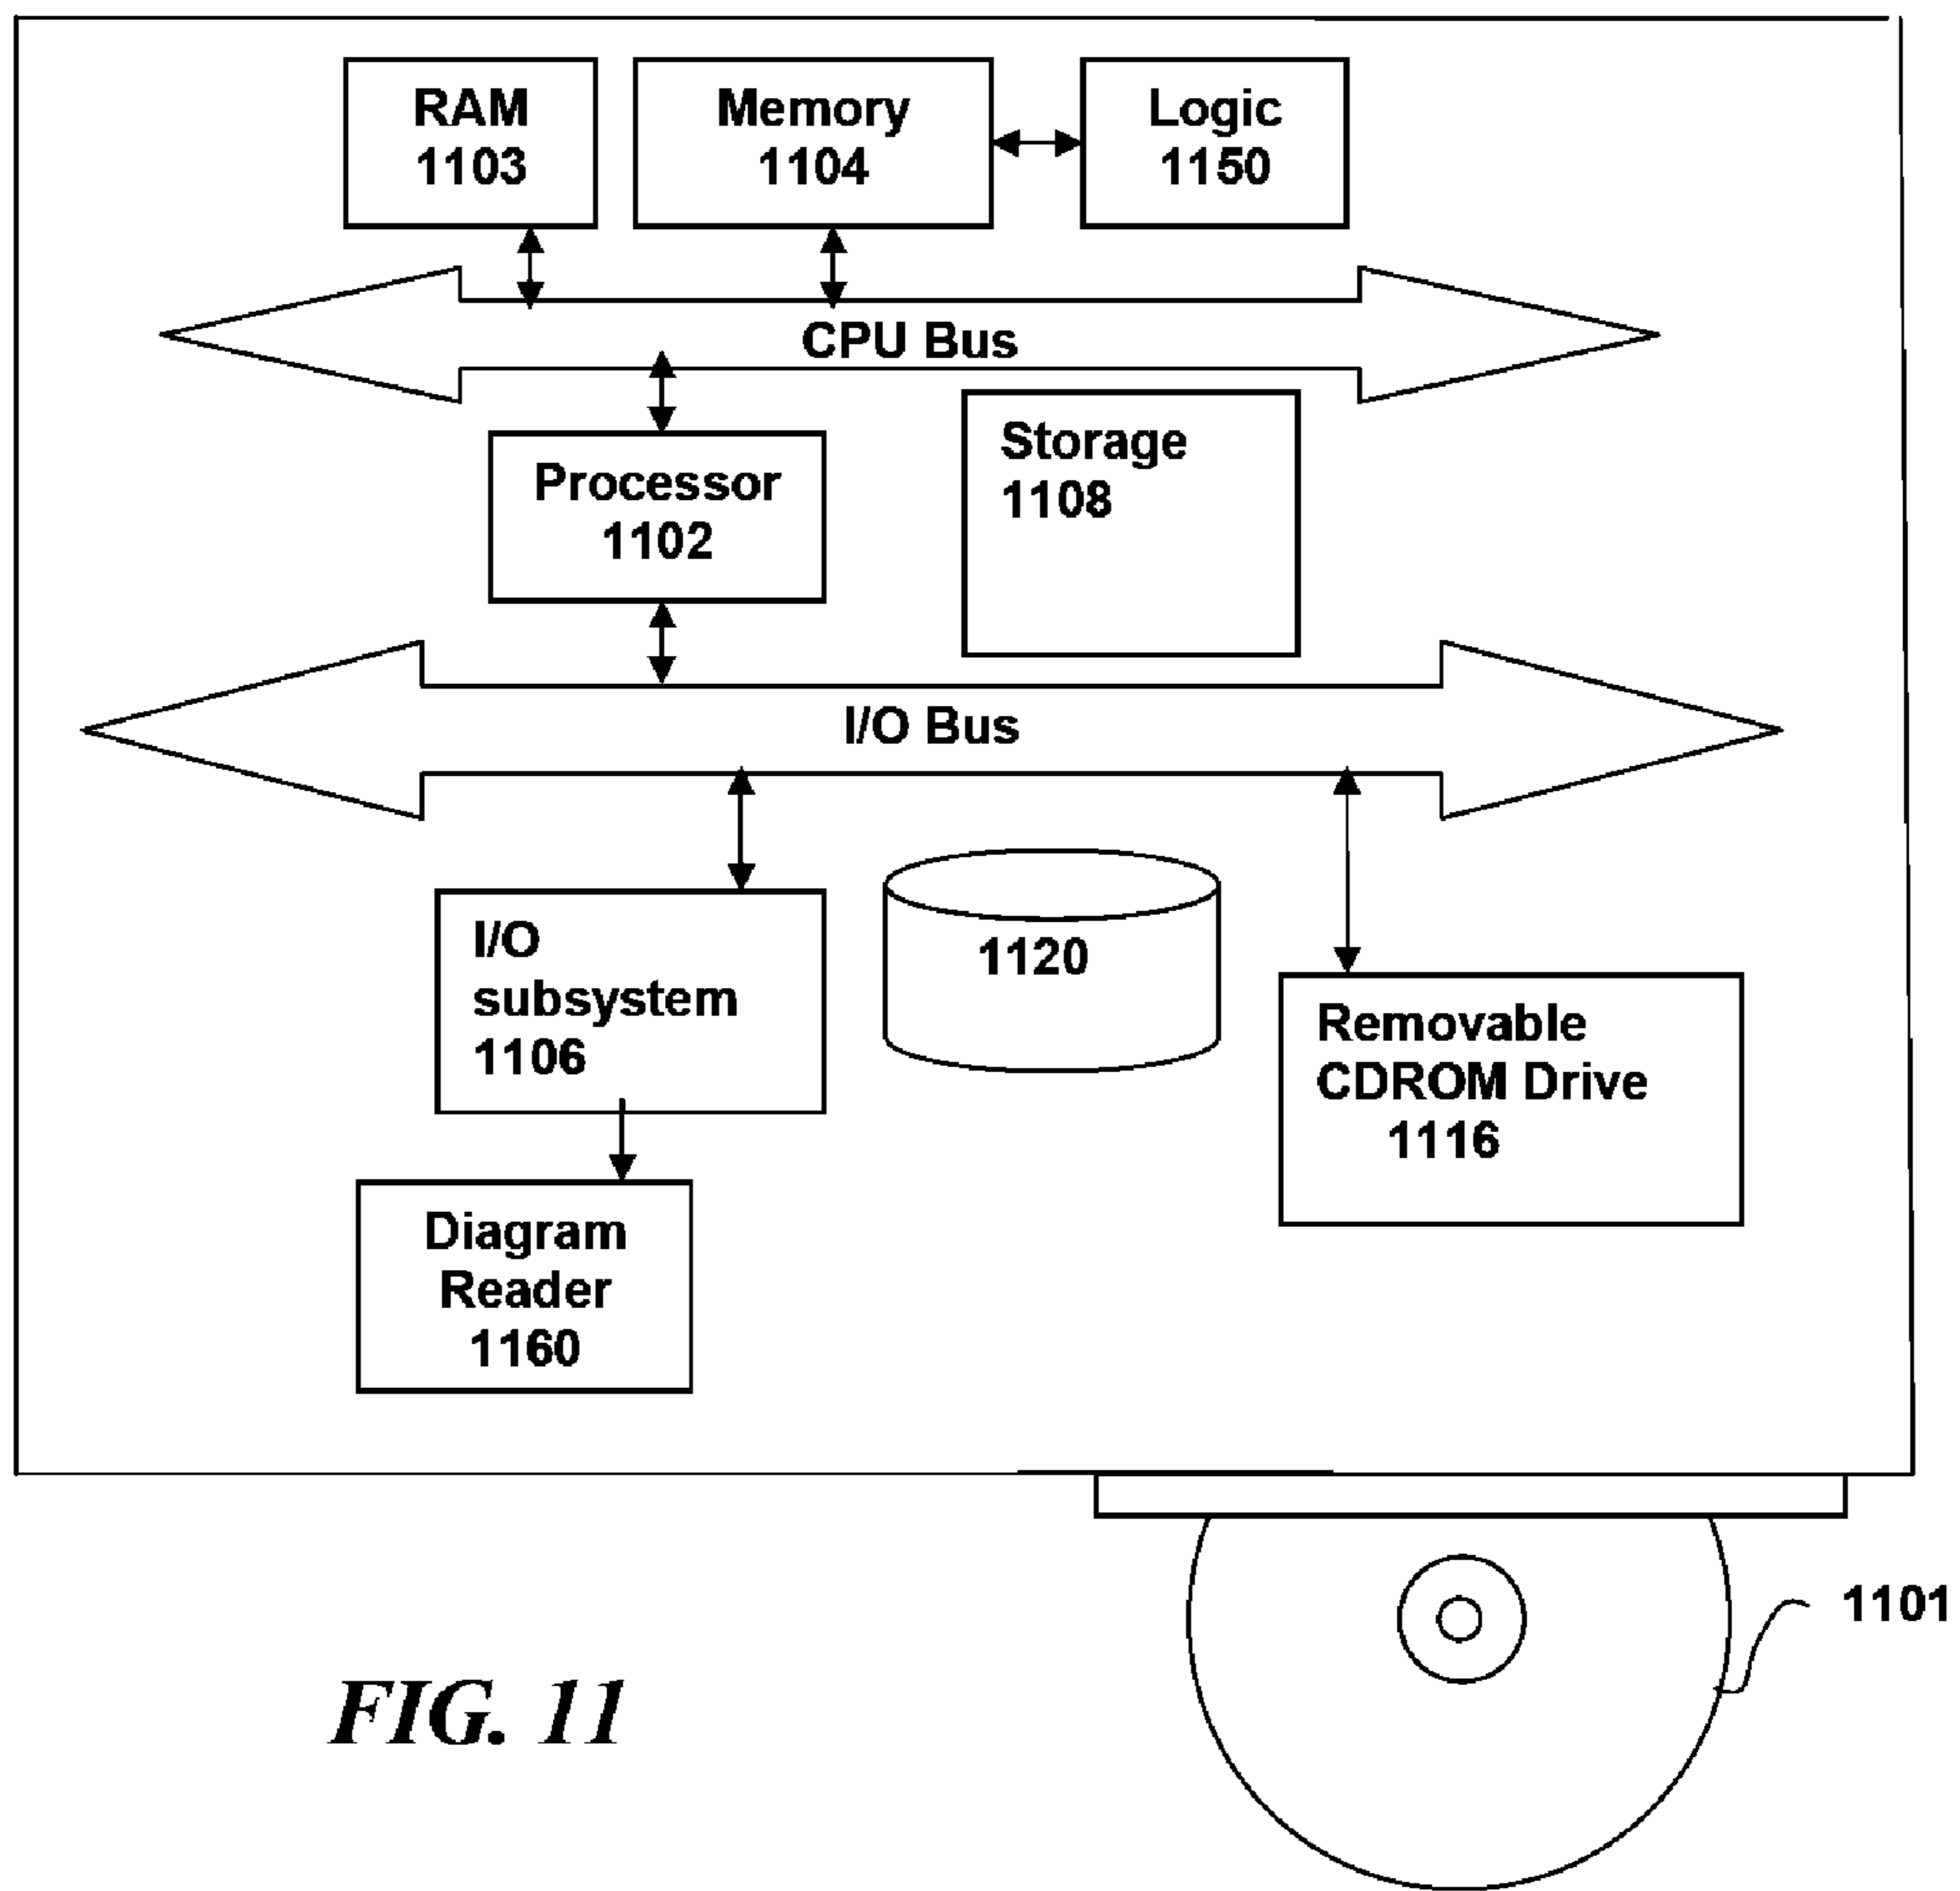 RAM
1103
Memory
1104
Logic
1150
CPU Bus
Processor
1102
Storage
1108
I/O Bus
I/O
subsystem
1106
1120
Removable
CDROM Drive
1116
Diagram
Reader
1160
1101
FIG. 11